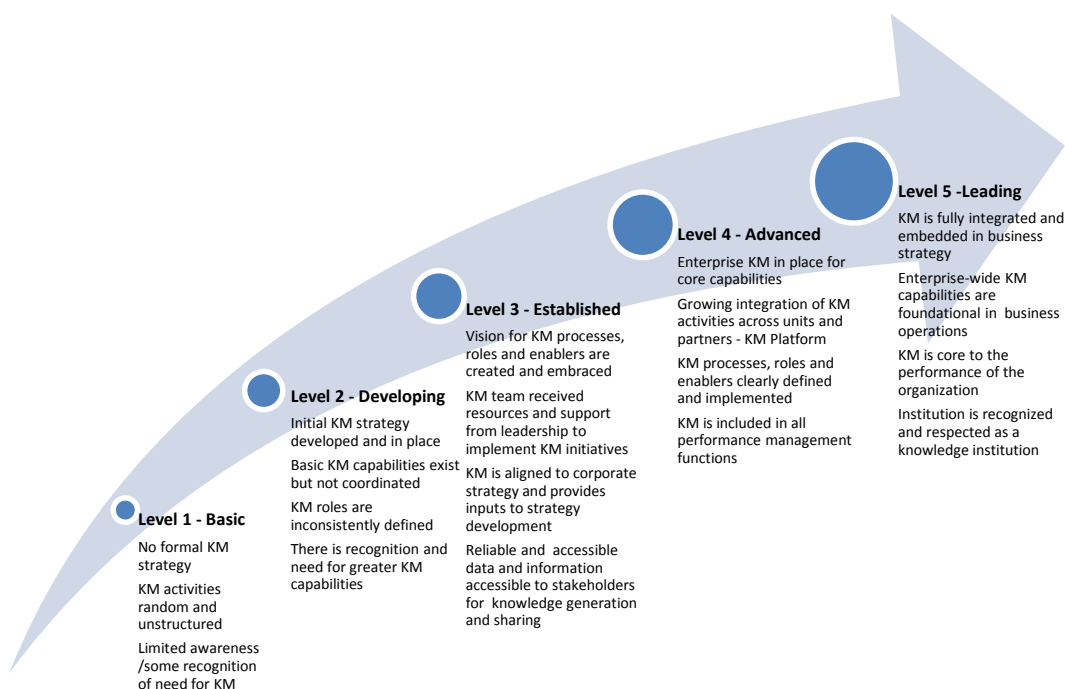 Level 1 - Basic
No formal KM
strategy
KM activities
random and
unstructured
Limited awareness
/some recognition
of need for KM
Level 2 - Developing
Initial KM strategy
developed and in place
Basic KM capabilities exist
but not coordinated
KM roles are
inconsistently defined
There is recognition and
need for greater KM
capabilities
Level 3 - Established
Vision for KM processes,
roles and enablers are
created and embraced
KM team received
resources and support
from leadership to
implement KM initiatives
KM is aligned to corporate
strategy and provides
inputs to strategy
development
Reliable and  accessible
data and information
accessible to stakeholders
for  knowledge generation
and sharing
Level 4 - Advanced
Enterprise KM in place for
core capabilities
Growing integration of KM
activities across units and
partners - KM Platform
KM processes, roles and
enablers clearly defined
and implemented
KM is included in all
performance management
functions
Level 5 -Leading
KM is fully integrated and
embedded in business
strategy
Enterprise-wide KM
capabilities are
foundational in  business
operations
KM is core to the
performance of the
organization
Institution is recognized
and respected as a
knowledge institution